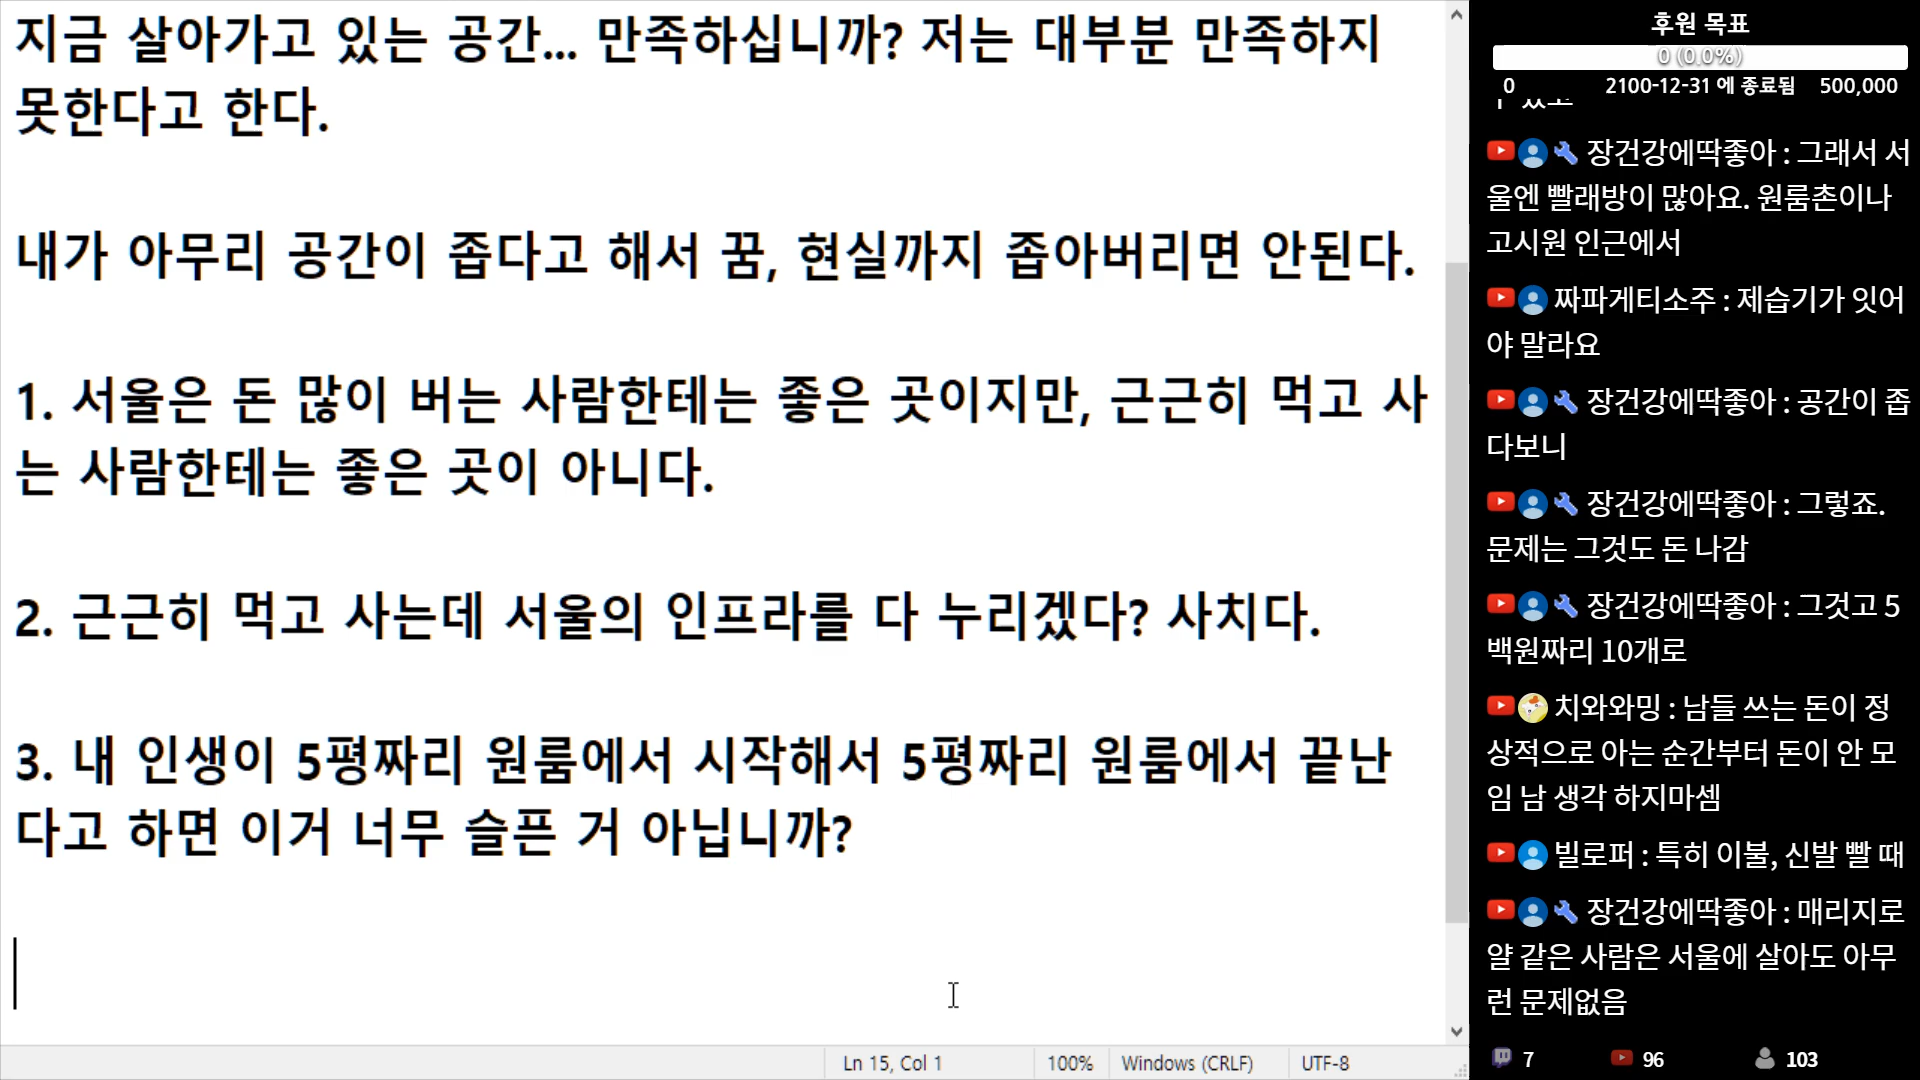 지금 살아가고 있는 공간... 만족하십니까? 저는 대부분 만족하지
못한다고 한다.
내가 아무리 공간이 좁다고 해서 꿈, 현실까지 좁아버리면 안된다.
1. 서울은 돈 많이 버는 사람한테는 좋은 곳이지만, 근근히 먹고 사
는 사람한테는 좋은 곳이 아니다.
2. 근근히 먹고 사는데 서울의 인프라를 다 누리겠다? 사치다.
3. 내 인생이 5평짜리 원룸에서 시작해서 5평짜리 원룸에서 끝난
다고 하면 이거 너무 슬픈 거 아닙니까?
Ln 15, Col 1
100%
Windows (CRLF)
UTF-8
후원 목표
0 (0.0%)
0 2100-12-31 에 종료됨 500,000
장건강에딱좋아 : 그래서 서
울엔 빨래방이 많아요. 원룸촌이나
고시원 인근에서
짜파게티소주 : 제습기가 잇어
야 말라요
장건강에딱좋아 : 공간이 좁
다보니
장건강에딱좋아 : 그렇죠.
문제는 그것도 돈 나감
장건강에딱좋아 : 그것고 5
백원짜리 10개로
치와와밍 : 남들 쓰는 돈이 정
상적으로 아는 순간부터 돈이 안 모
임 남 생각 하지마셈
빌로퍼 : 특히 이불, 신발 빨 때
장건강에딱좋아 : 매리지로
얄 같은 사람은 서울에 살아도 아무
런 문제없음
7 96 103